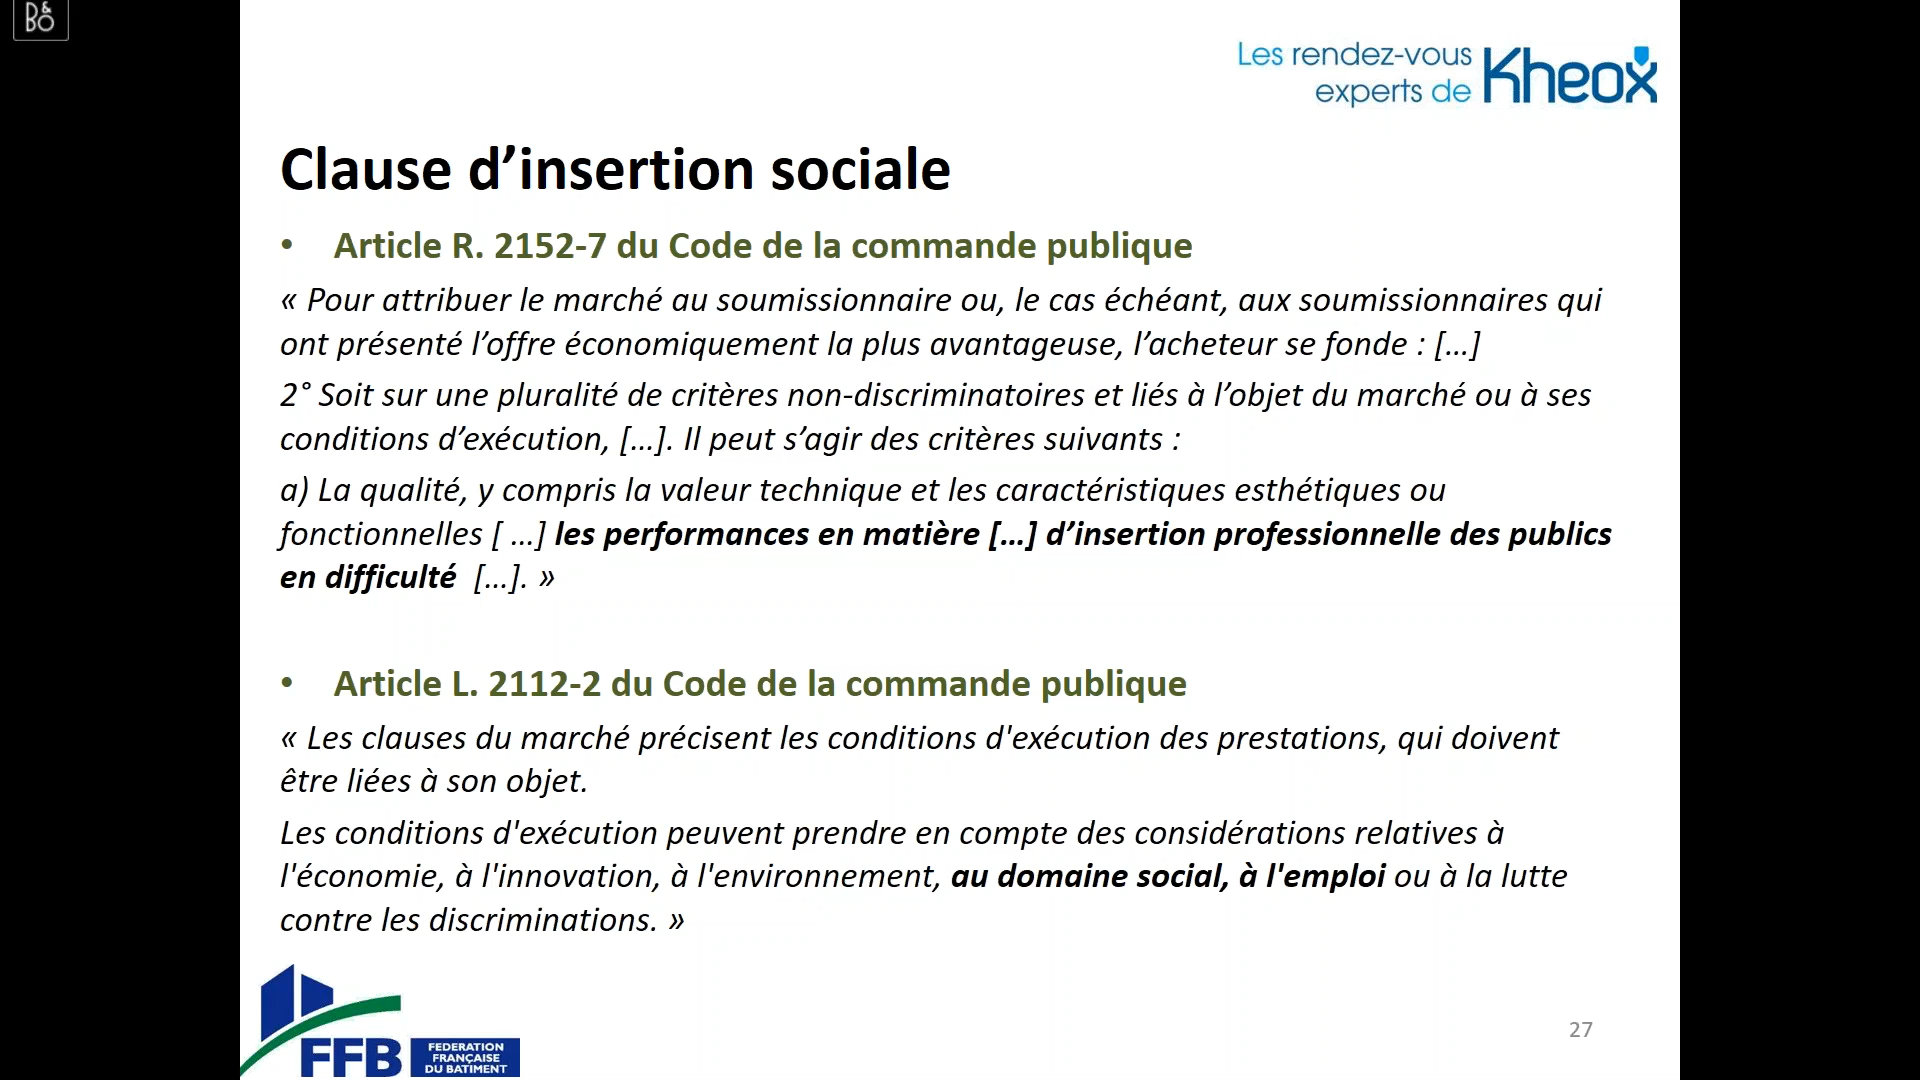 B&O
Les rendez-vous
experts de Kheox
Clause d’insertion sociale
• Article R. 2152-7 du Code de la commande publique
« Pour attribuer le marché au soumissionnaire ou, le cas échéant, aux soumissionnaires qui
ont présenté l’offre économiquement la plus avantageuse, l’acheteur se fonde : […]
2° Soit sur une pluralité de critères non-discriminatoires et liés à l’objet du marché ou à ses
conditions d’exécution, […]. Il peut s’agir des critères suivants :
a) La qualité, y compris la valeur technique et les caractéristiques esthétiques ou
fonctionnelles [ …] les performances en matière […] d’insertion professionnelle des publics
en difficulté […]. »
• Article L. 2112-2 du Code de la commande publique
« Les clauses du marché précisent les conditions d'exécution des prestations, qui doivent
être liées à son objet.
Les conditions d'exécution peuvent prendre en compte des considérations relatives à
l'économie, à l'innovation, à l'environnement, au domaine social, à l'emploi ou à la lutte
contre les discriminations. »
FFB
FEDERATION
FRANÇAISE
DU BATIMENT
27